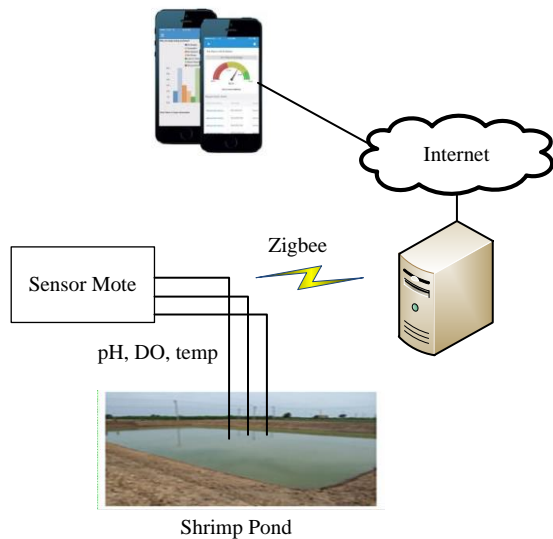 Internet
Zigbee
Sensor Mote
pH, DO, temp
Shrimp Pond